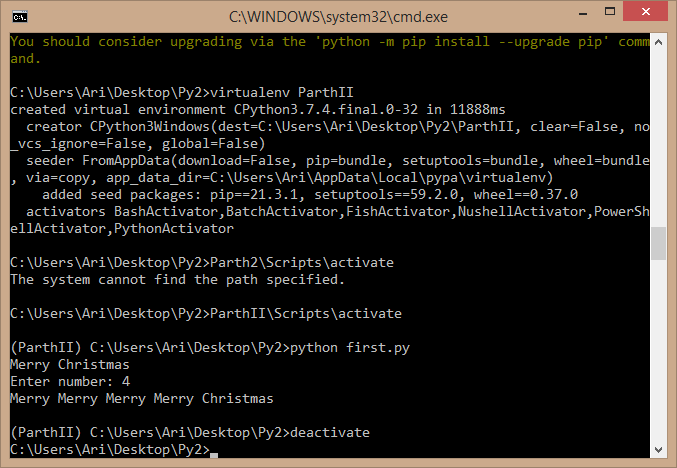 C:\WINDOWS\system32\cmd.exe
You should consider upgrading via the 'python -m pip install --upgrade pip' comm
and.
C:\Users\Ari\Desktop\Py2>virtualenv ParthII
created virtual environment CPython3.7.4.final.0-32 in 11888ms
  creator CPython3Windows(dest=C:\Users\Ari\Desktop\Py2\ParthII, clear=False, no
_vcs_ignore=False, global=False)
  seeder FromAppData(download=False, pip=bundle, setuptools=bundle, wheel=bundle
, via=copy, app_data_dir=C:\Users\Ari\AppData\Local\pypa\virtualenv)
    added seed packages: pip==21.3.1, setuptools==59.2.0, wheel==0.37.0
  activators BashActivator,BatchActivator,FishActivator,NushellActivator,PowerSh
ellActivator,PythonActivator
C:\Users\Ari\Desktop\Py2>Parth2\Scripts\activate
The system cannot find the path specified.
C:\Users\Ari\Desktop\Py2>ParthII\Scripts\activate
(ParthII) C:\Users\Ari\Desktop\Py2>python first.py
Merry Christmas
Enter number: 4
Merry Merry Merry Merry Christmas
(ParthII) C:\Users\Ari\Desktop\Py2>deactivate
C:\Users\Ari\Desktop\Py2>